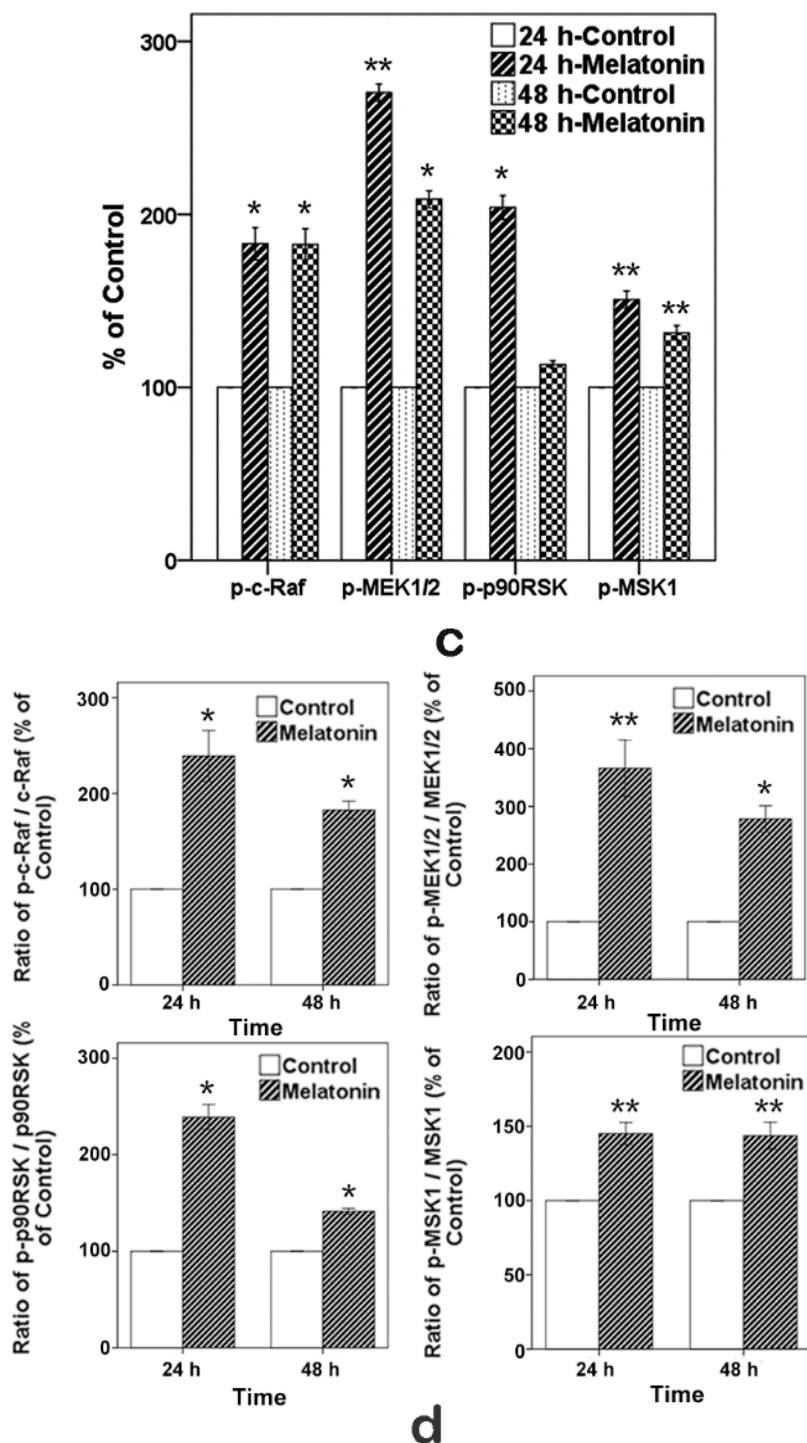 300
200
100
0
% of Control
24 h-Control
24 h-Melatonin
48 h-Control
48 h-Melatonin
*
*
**
*
*
**
**
p-c-Raf
p-MEK1/2
p-p90RSK
p-MSK1
c
Ratio of p-c-Raf / c-Raf (% of
Control)
300
200
100
0
Control
Melatonin
*
*
24 h
48 h
Time
Ratio of p-MEK1/2 / MEK1/2 (% of
Control)
500
400
300
200
100
0
Control
Melatonin
**
*
24 h
48 h
Time
Ratio of p-p90RSK / p90RSK (%
of Control)
300
200
100
0
Control
Melatonin
*
*
24 h
48 h
Time
Ratio of p-MSK1 / MSK1 (% of
Control)
200
150
100
50
0
Control
Melatonin
**
**
24 h
48 h
Time
d